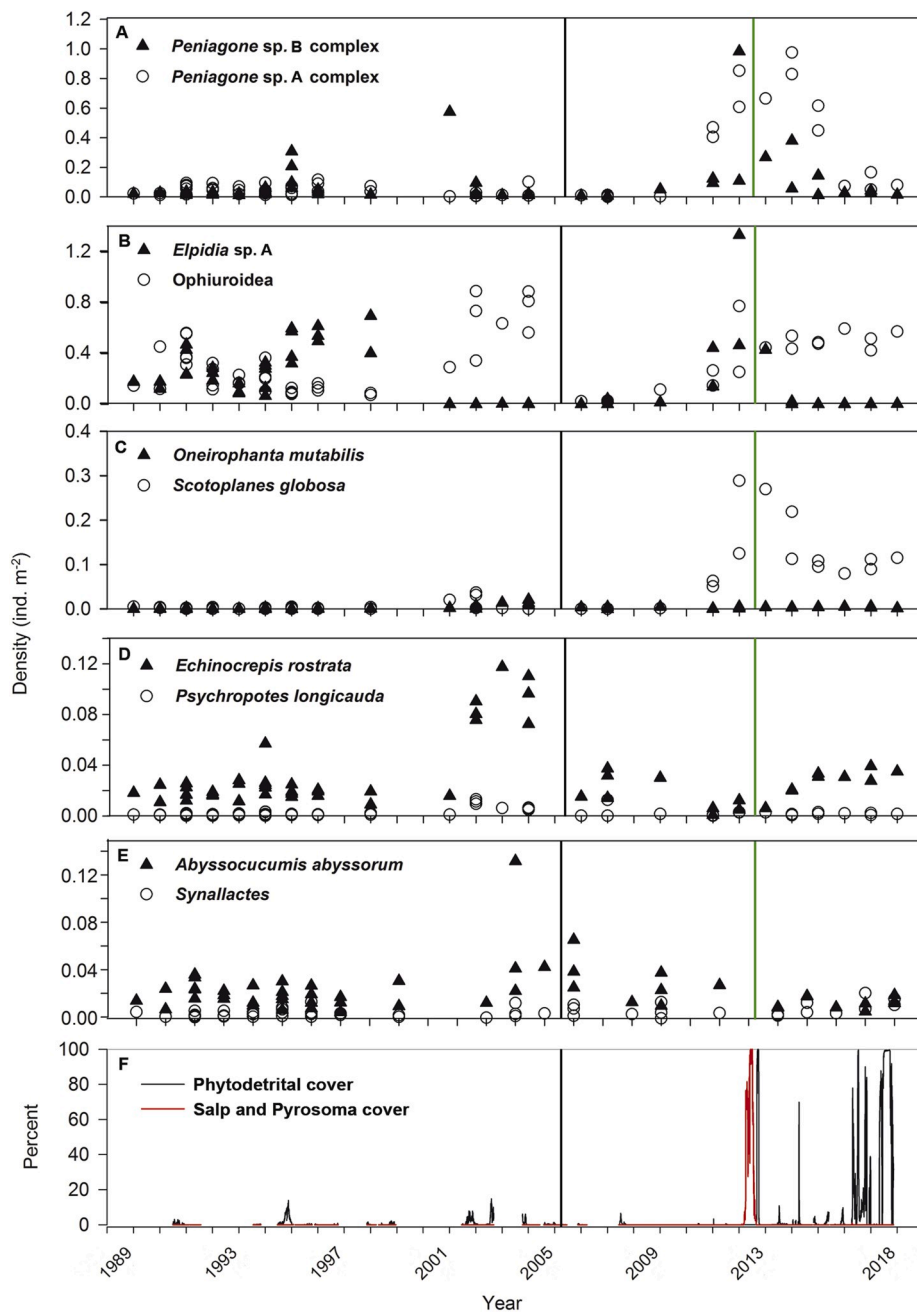 Density (ind. m⁻²)
A
Peniagone sp. B complex
Peniagone sp. A complex
1.2
1.0
0.8
0.6
0.4
0.2
0.0
B
Elpidia sp. A
Ophiuroidea
1.2
0.8
0.4
0.0
C
Oneirophanta mutabilis
Scotoplanes globosa
0.4
0.3
0.2
0.1
0.0
D
Echinocrepis rostrata
Psychropotes longicauda
0.12
0.08
0.04
0.00
E
Abyssocucumis abyssorum
Synallactes
0.12
0.08
0.04
0.00
F
Phytodetrital cover
Salp and Pyrosoma cover
Percent
100
80
60
40
20
0
1989
1993
1997
2001
2005
2009
2013
2018
Year